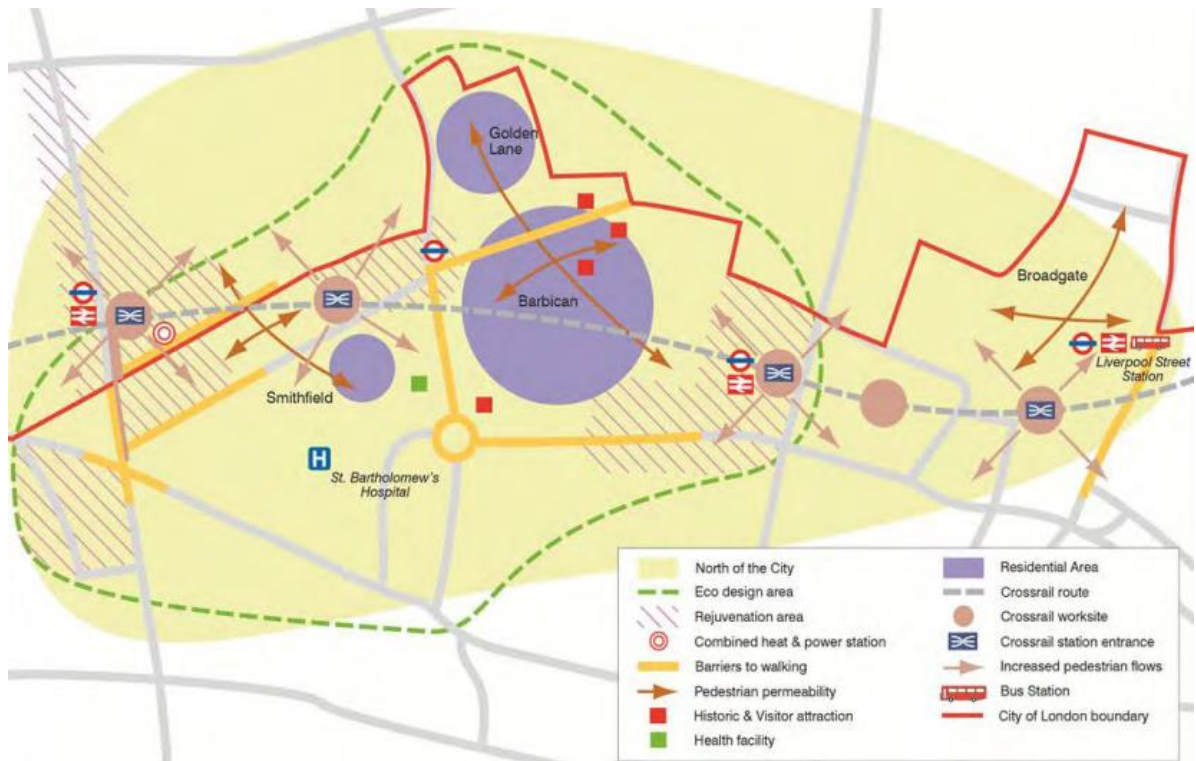 Golden
Lane
Barbican
Broadgate
Liverpool Street
Station
Smithfield
H
St. Bartholomew's
Hospital
North of the City
Eco design area
Rejuvenation area
Combined heat & power station
Barriers to walking
Pedestrian permeability
Historic & Visitor attraction
Health facility
Residential Area
Crossrail route
Crossrail worksite
Crossrail station entrance
Increased pedestrian flows
Bus Station
City of London boundary